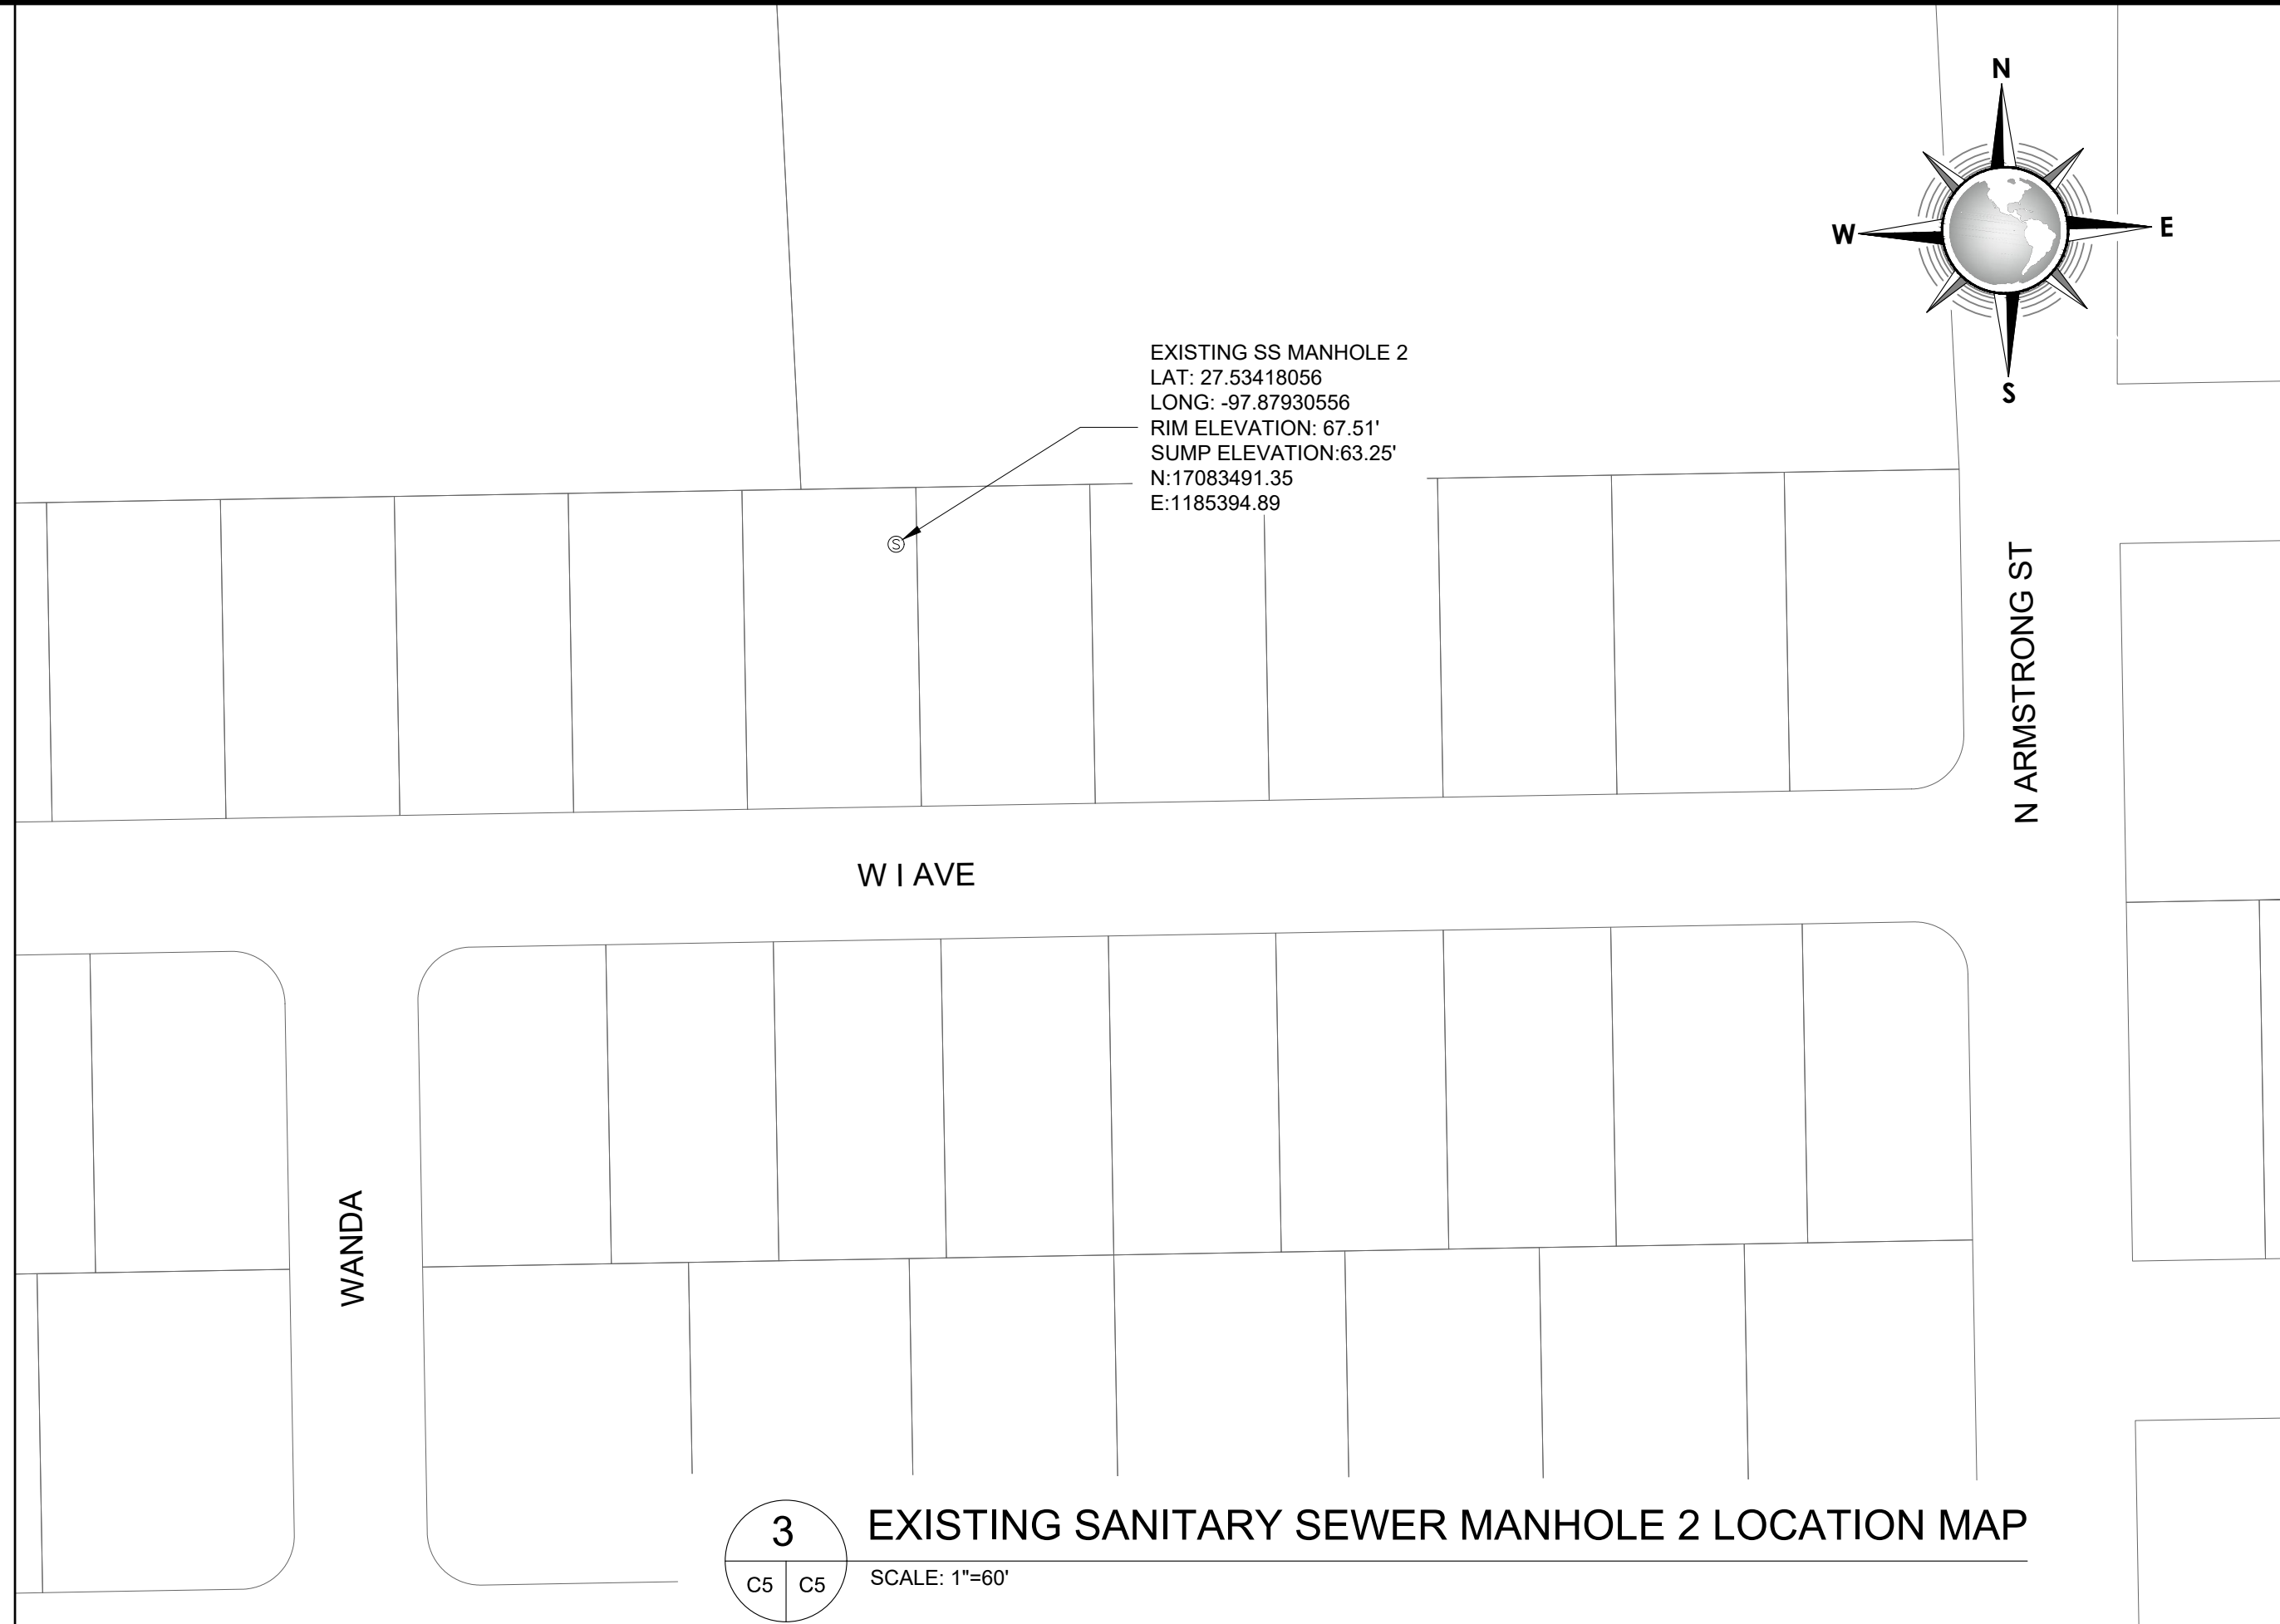 N
W
E
S
EXISTING SS MANHOLE 2
LAT: 27.53418056
LONG: -97.87930556
RIM ELEVATION: 67.51'
SUMP ELEVATION:63.25'
N:17083491.35
E:1185394.89
S
N ARMSTRONG ST
W I AVE
WANDA
3
EXISTING SANITARY SEWER MANHOLE 2 LOCATION MAP
C5
C5
SCALE: 1"=60'